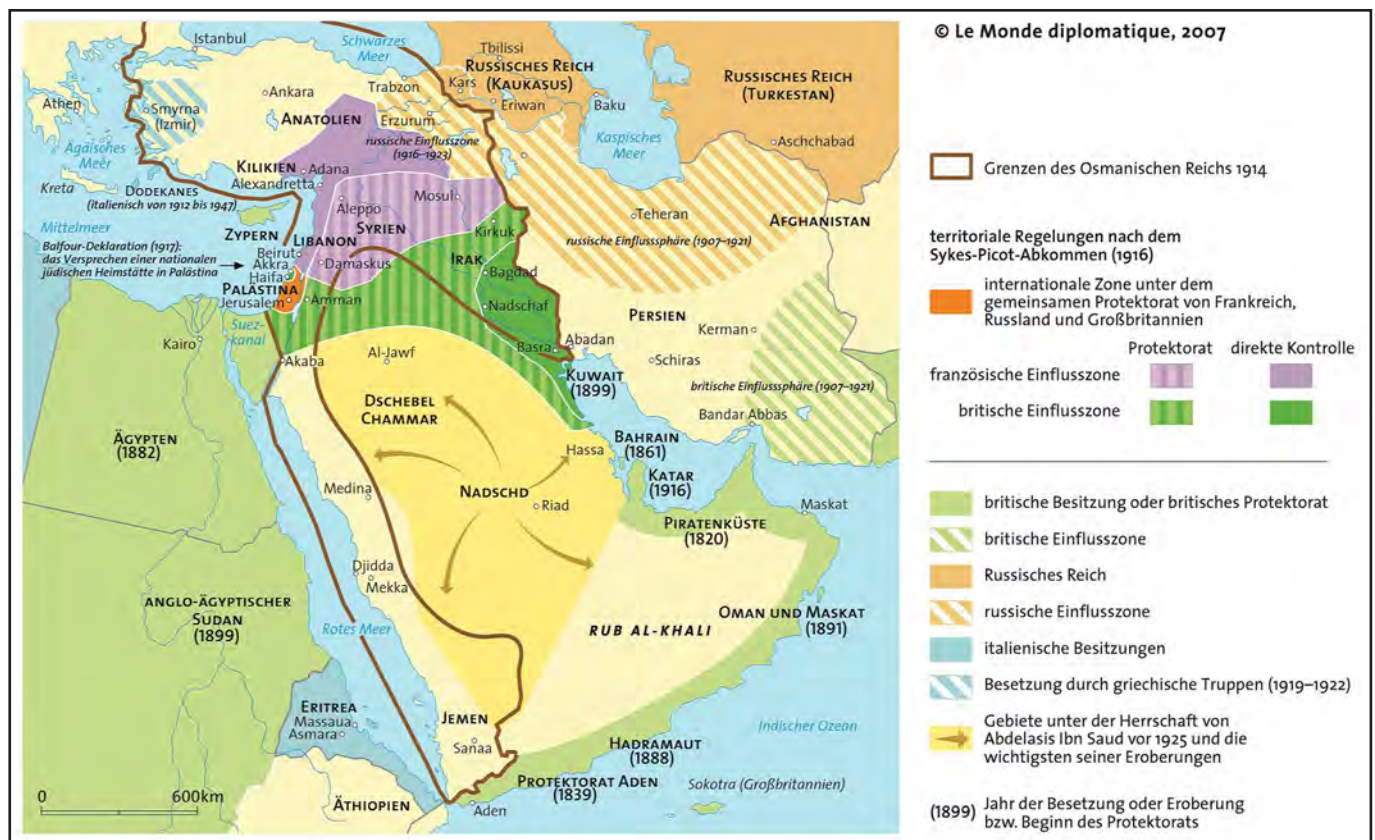 Istanbul
Schwarzes
Meer
Tbilissi
RUSSISCHES REICH
(KAUKASUS)
RUSSISCHES REICH
(TURKESTAN)
Trabzon
Kars
Eriwan
Baku
Athen
Smyrna
(Izmir)
Ankara
ANATOLIEN
Erzurum
russische Einflusszone
(1916–1923)
Kaspisches
Meer
Aschchabad
Ägäisches
Meer
KILIKIEN
Adana
Alexandretta
Kreta
DODEKANES
(italienisch von 1912 bis 1947)
Aleppo
Mosul
SYRIEN
Teheran
AFGHANISTAN
russische Einflusssphäre (1907–1921)
Mittelmeer
ZYPERN
LIBANON
Kirkuk
Balfour-Deklaration (1917):
das Versprechen einer nationalen
jüdischen Heimstätte in Palästina
Beirut
Akkra
Haifa
Damaskus
IRAK
Bagdad
PALÄSTINA
Jerusalem
Amman
Nadschaf
PERSIEN
Kerman
Suez-
kanal
Kairo
Akaba
Al-Jawf
Basra
Abadan
Schiras
KUWAIT
(1899)
britische Einflusssphäre (1907–1921)
DSCHEBEL
CHAMMAR
Bandar Abbas
ÄGYPTEN
(1882)
Hassa
BAHRAIN
(1861)
KATAR
(1916)
Medina
NADSCHD
Riad
Maskat
PIRATENKÜSTE
(1820)
Djidda
Mekka
ANGLO-ÄGYPTISCHER
SUDAN
(1899)
Rotes Meer
RUB AL-KHALI
OMAN UND MASKAT
(1891)
ERITREA
Massaua
Asmara
JEMEN
Sanaa
Indischer Ozean
HADRAMAUT
(1888)
PROTEKTORAT ADEN
(1839)
Sokotra (Großbritannien)
Aden
ÄTHIOPIEN
0 600km
© Le Monde diplomatique, 2007
Grenzen des Osmanischen Reichs 1914
territoriale Regelungen nach dem
Sykes-Picot-Abkommen (1916)
internationale Zone unter dem
gemeinsamen Protektorat von Frankreich,
Russland und Großbritannien
Protektorat direkte Kontrolle
französische Einflusszone
britische Einflusszone
britische Besitzung oder britisches Protektorat
britische Einflusszone
Russisches Reich
russische Einflusszone
italienische Besitzungen
Besetzung durch griechische Truppen (1919–1922)
Gebiete unter der Herrschaft von
Abdelasis Ibn Saud vor 1925 und die
wichtigsten seiner Eroberungen
(1899) Jahr der Besetzung oder Eroberung
bzw. Beginn des Protektorats